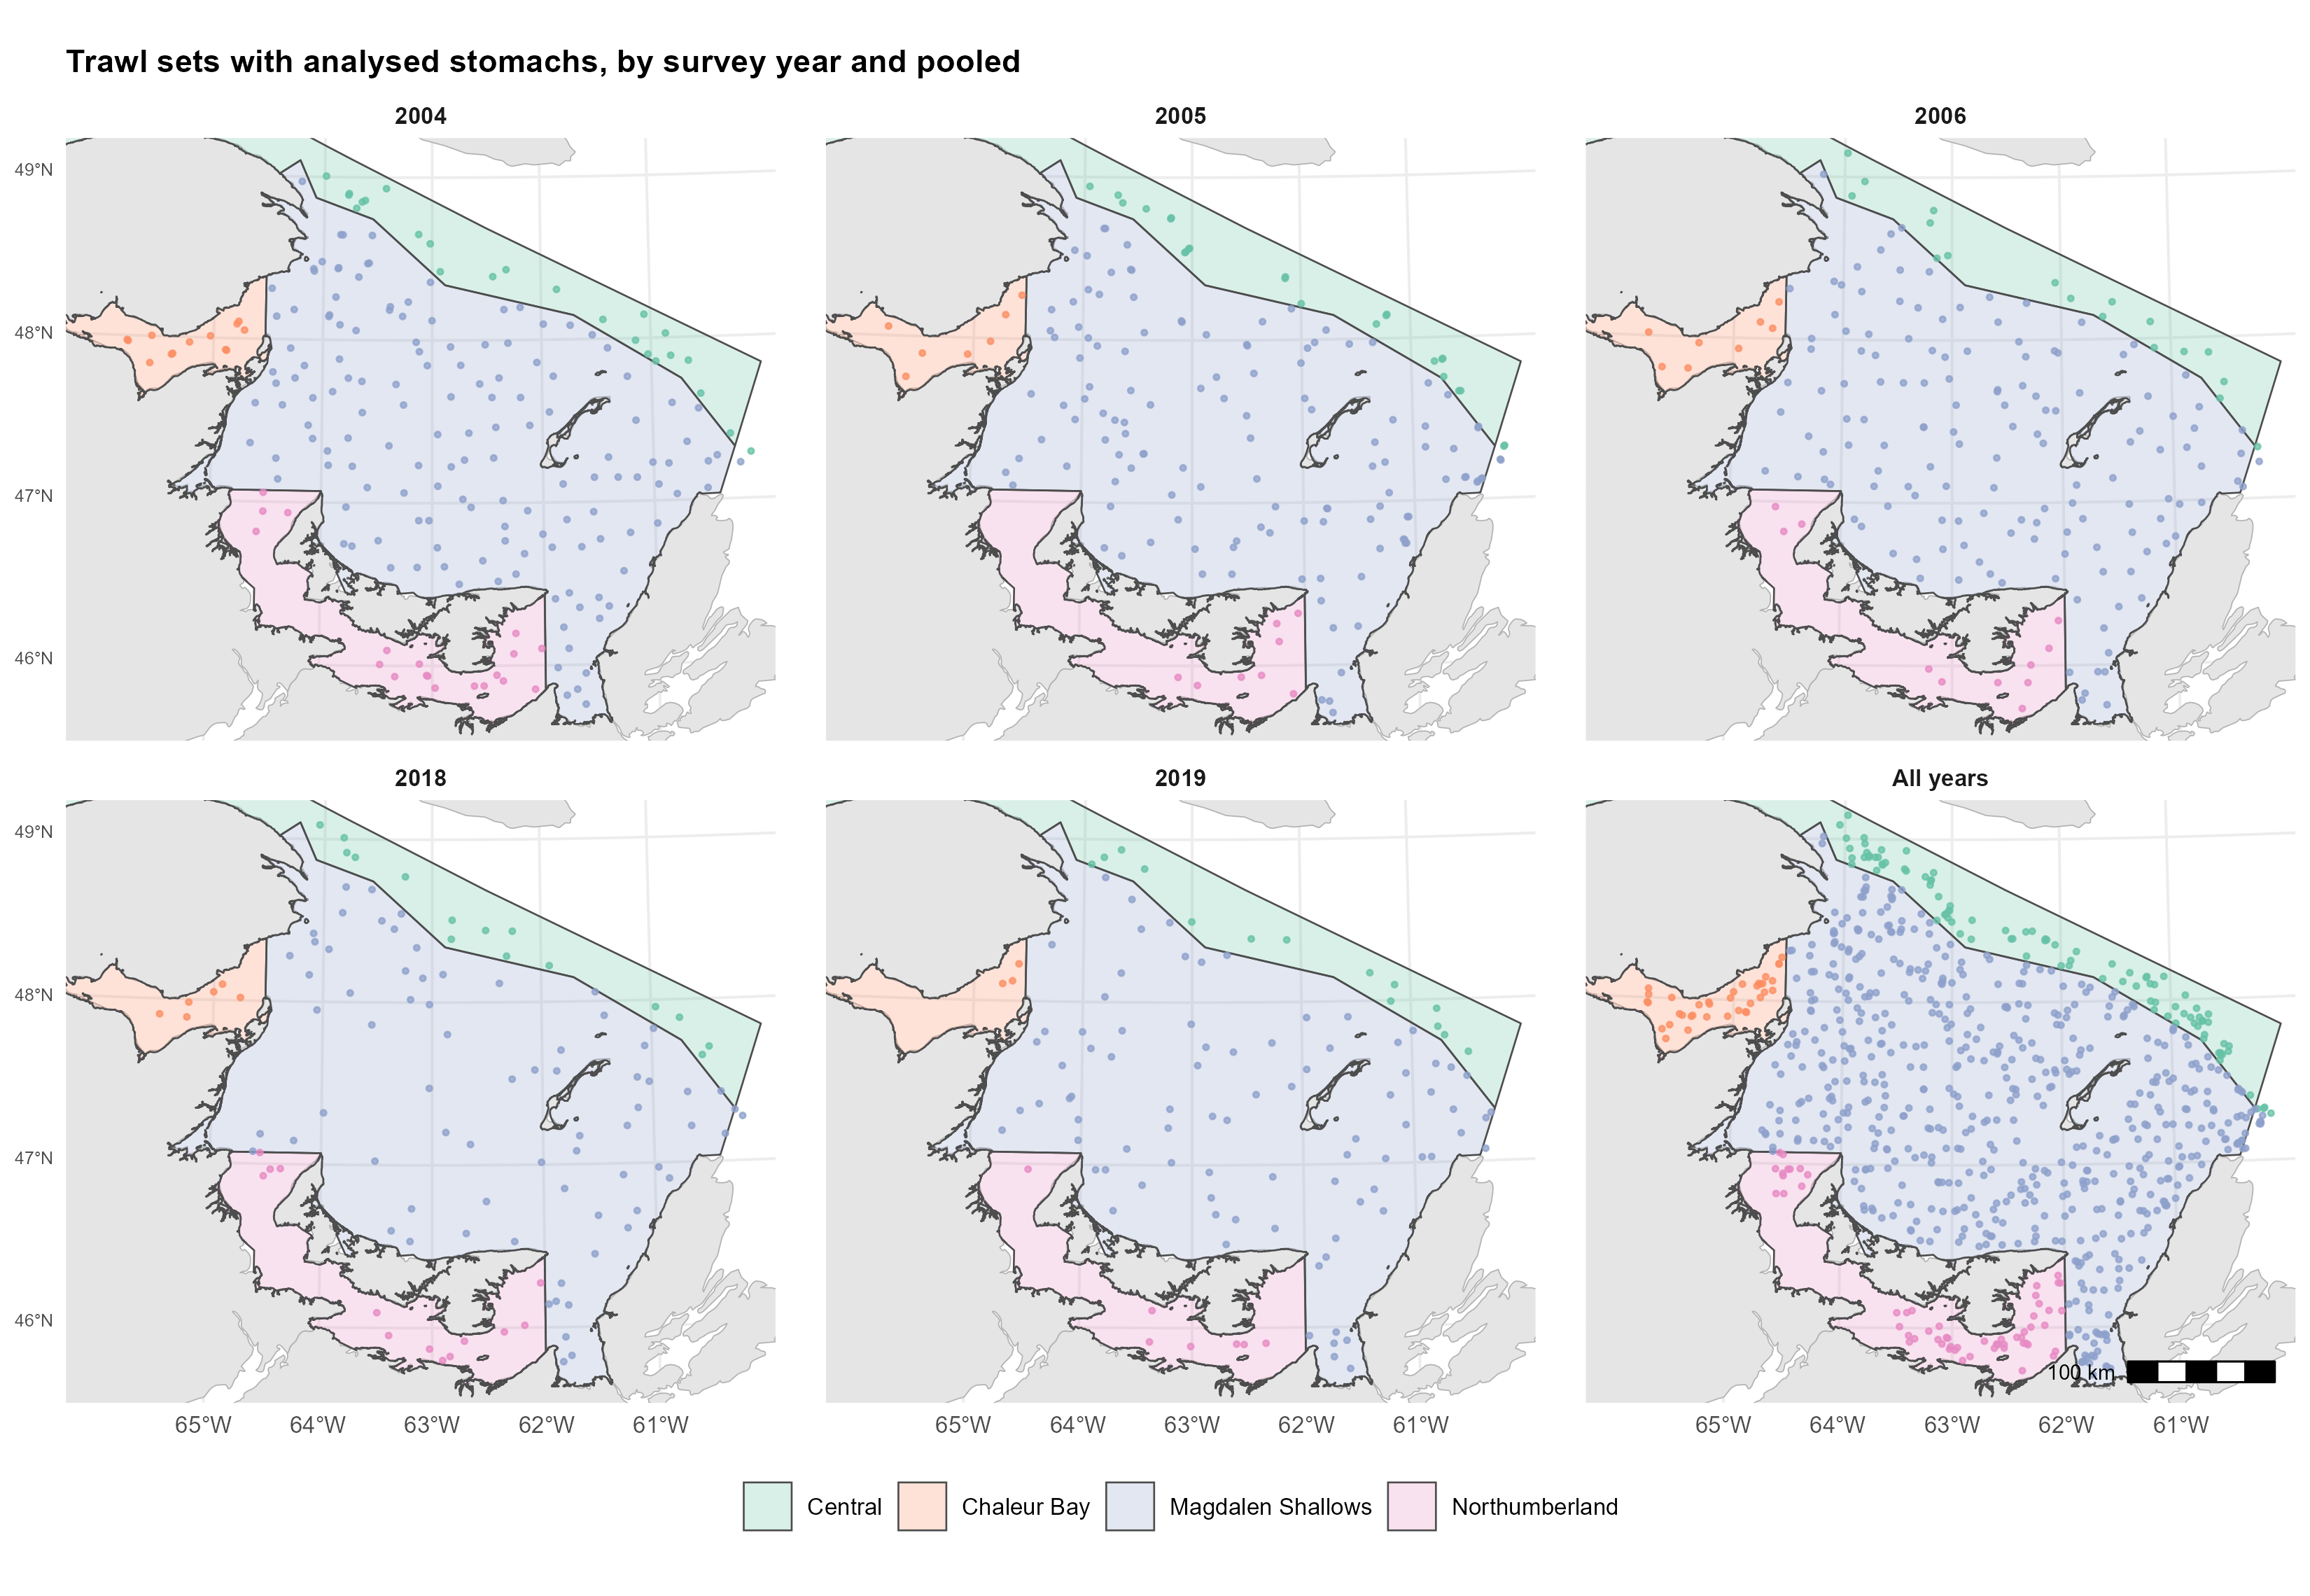 Trawl sets with analysed stomachs, by survey year and pooled
2004
2005
2006
49°N
48°N
47°N
46°N
2018
2019
All years
49°N
48°N
47°N
46°N
100 km
65°W 64°W 63°W 62°W 61°W
65°W 64°W 63°W 62°W 61°W
65°W 64°W 63°W 62°W 61°W
Central
Chaleur Bay
Magdalen Shallows
Northumberland